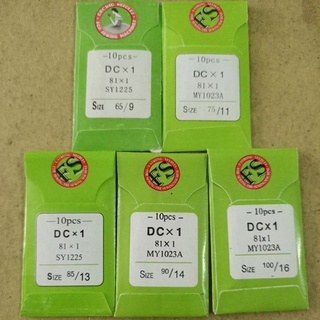 -10pcs-
DC×1
81×1
SY1225
SIZE 65/9
-10pcs-
DC×1
81×1
MY1023A
SIZE 75/11
-10pcs-
DC×1
81×1
SY1225
SIZE 85/13
-10pcs-
DC×1
81×1
MY1023A
SIZE 90/14
-10pcs-
DC×1
81x1
MY1023A
SIZE 100/16